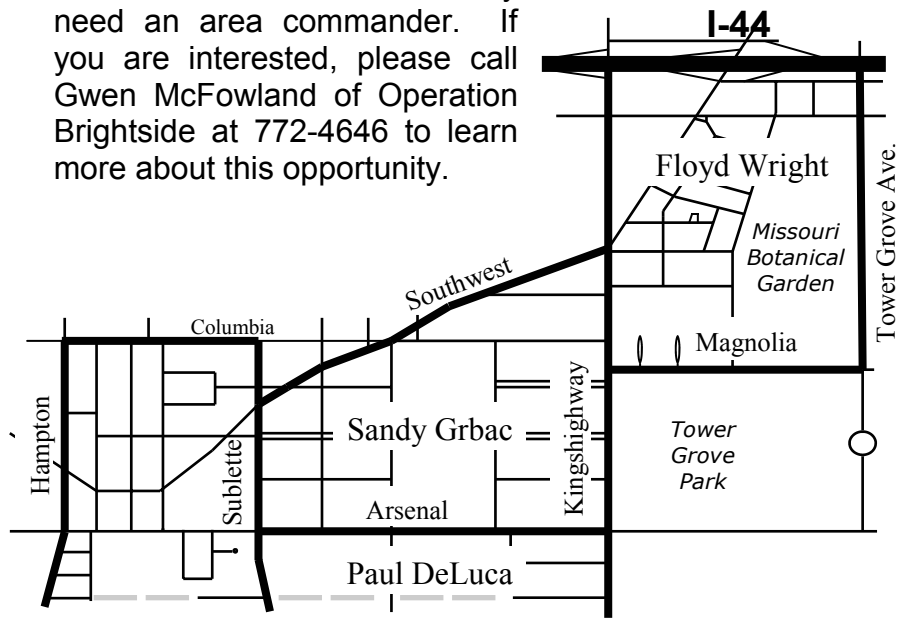 need an area commander. If
you are interested, please call
Gwen McFowland of Operation
Brightside at 772-4646 to learn
more about this opportunity.
I-44
Floyd Wright
Missouri
Botanical
Garden
Tower Grove Ave.
Southwest
Columbia
Magnolia
Hampton
Sublette
Sandy Grbac
Kingshighway
Tower
Grove
Park
Arsenal
Paul DeLuca